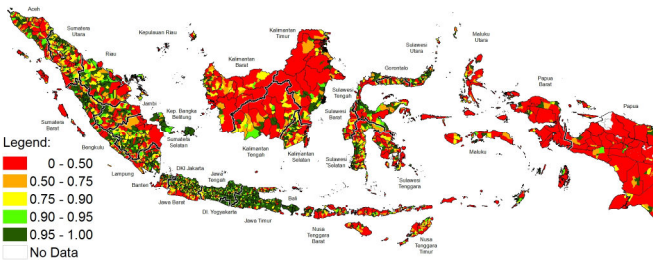 Aceh
Sumatera
Utara
Kepulauan Riau
Riau
Kalimantan
Timur
Kalimantan
Barat
Sulawesi
Utara
Maluku
Utara
Gorontalo
Sulawesi
Tengah
Papua
Barat
Papua
Jambi
Kep. Bangka
Belitung
Sulawesi
Barat
Sumatera
Barat
Sumatera
Selatan
Legend:
0 - 0.50
0.50 - 0.75
0.75 - 0.90
0.90 - 0.95
0.95 - 1.00
No Data
Bengkulu
Kalimantan
Tengah
Kalimantan
Selatan
Sulawesi
Selatan
Maluku
Lampung
DKI Jakarta
Jawa
Tengah
Sulawesi
Tenggara
Banten
Jawa Barat
Bali
DI. Yogyakarta
Jawa Timur
Nusa
Tenggara
Barat
Nusa
Tenggara
Timur